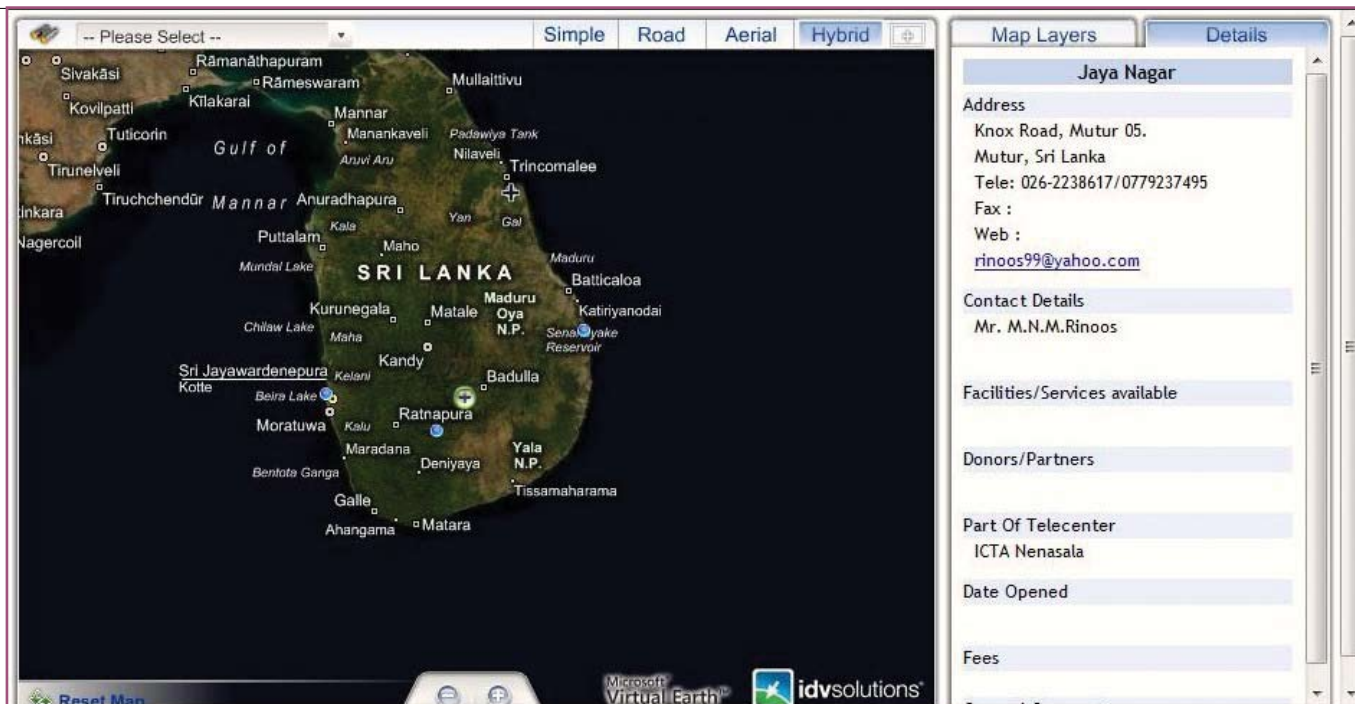 -- Please Select --
Simple Road Aerial Hybrid
Map Layers Details
Sivakāsi
Rāmanāthapuram
Rāmeswaram
Mullaittivu
Kovilpatti
Kīlakarai
Mannar
nkāsi
Tuticorin
Gulf of
Manankaveli
Padawiya Tank
Aruvi Aru
Nilaveli
Trincomalee
Tirunelveli
Tiruchchendūr
Mannar
Anuradhapura
inkara
Kala
Yan
Gal
Nagercoil
Puttalam
Maho
Mundal Lake
SRI LANKA
Maduru
Batticaloa
Kurunegala
Matale
Maduru
Oya
N.P.
Katiriyanodai
Chilaw Lake
Maha
Reservoir
Kandy
Sri Jayawardenepura
Kotte
Kelani
Badulla
Beira Lake
Ratnapura
Moratuwa
Kalu
Maradana
Yala
N.P.
Deniyaya
Bentota Ganga
Tissamaharama
Galle
Ahangama
Matara
Reset Map
Microsoft
Virtual Earth™
idvsolutions
Jaya Nagar
Address
Knox Road, Mutur 05.
Mutur, Sri Lanka
Tele: 026-2238617/0779237495
Fax :
Web :
rinoos99@yahoo.com
Contact Details
Mr. M.N.M.Rinoos
Facilities/Services available
Donors/Partners
Part Of Telecenter
ICTA Nenasala
Date Opened
Fees